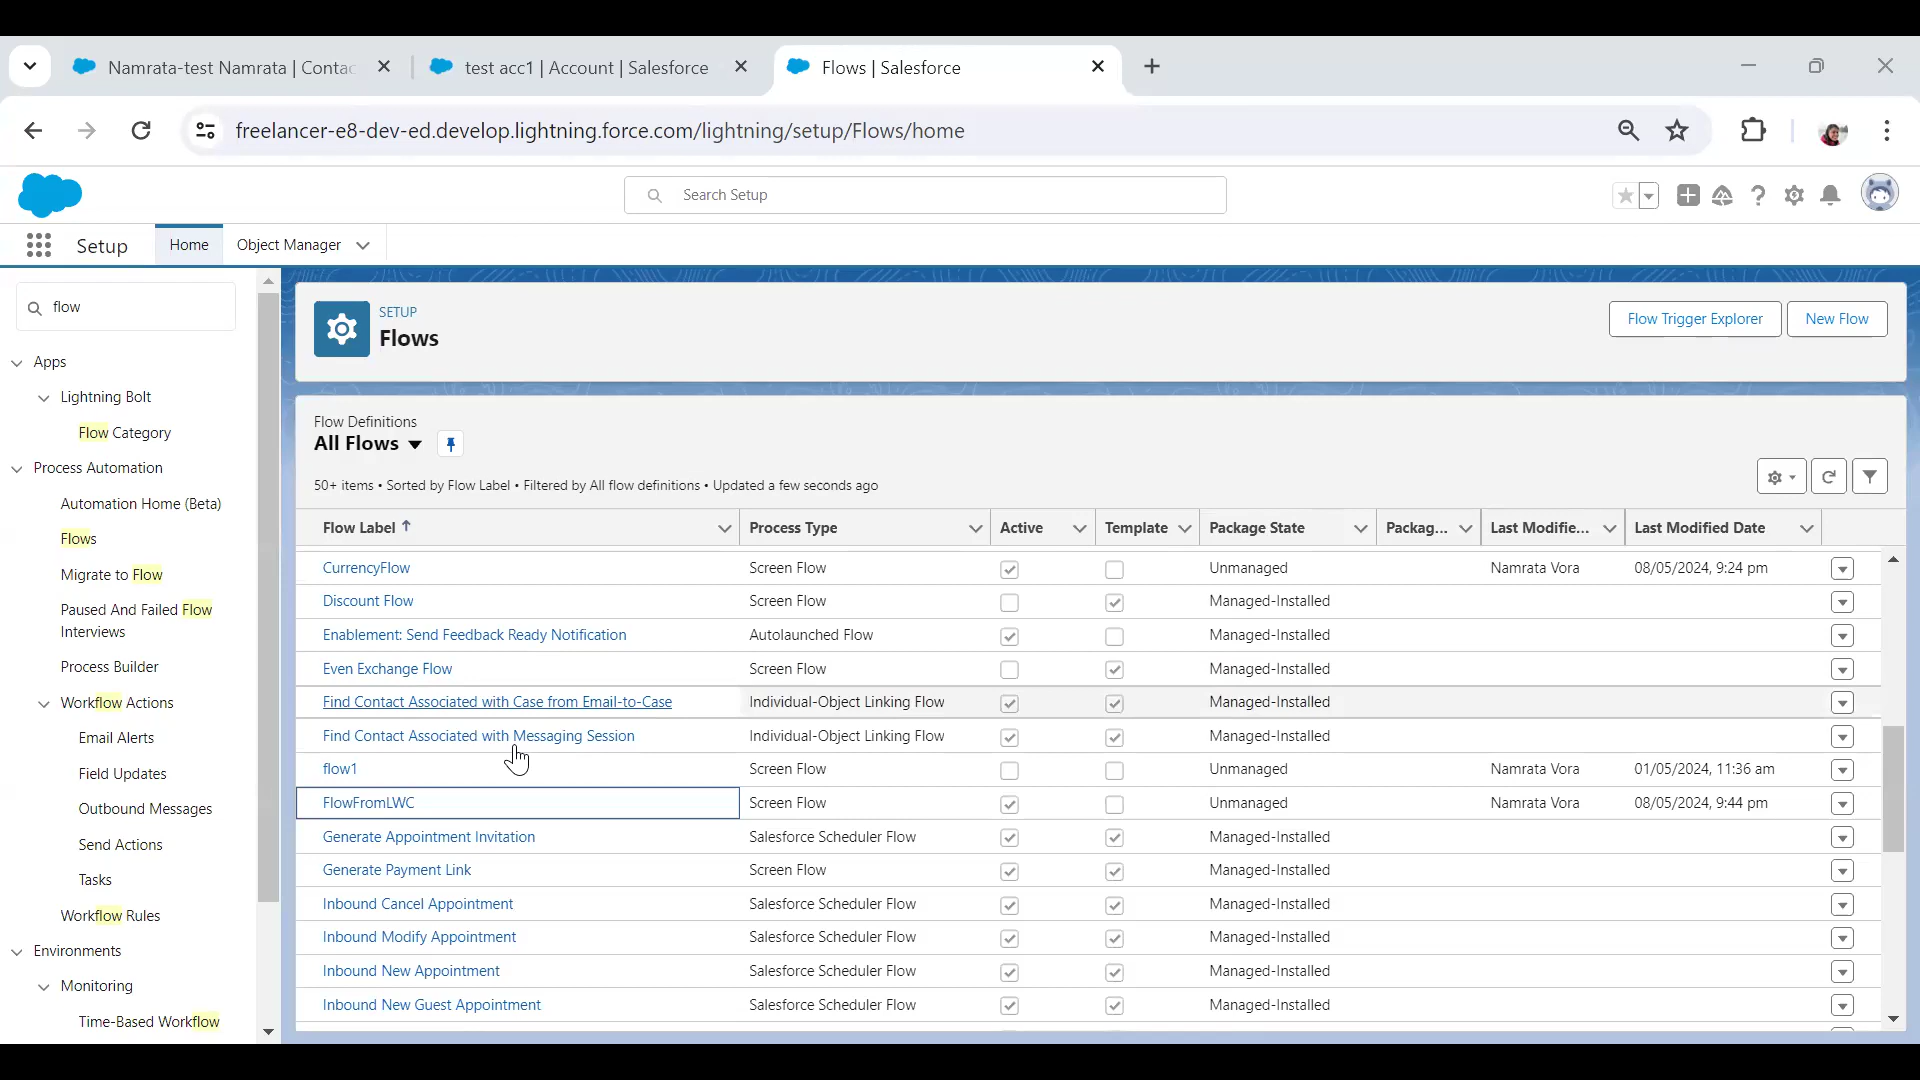 Namrata-test Namrata | Contac
test acc1 | Account | Salesforce
Flows | Salesforce
freelancer-e8-dev-ed.develop.lightning.force.com/lightning/setup/Flows/home
Search Setup
Setup
Home
Object Manager
flow
Apps
Lightning Bolt
Flow Category
Process Automation
Automation Home (Beta)
Flows
Migrate to Flow
Paused And Failed Flow
Interviews
Process Builder
Workflow Actions
Email Alerts
Field Updates
Outbound Messages
Send Actions
Tasks
Workflow Rules
Environments
Monitoring
Time-Based Workflow
SETUP
Flows
Flow Trigger Explorer
New Flow
Flow Definitions
All Flows
50+ items • Sorted by Flow Label • Filtered by All flow definitions • Updated a few seconds ago
Flow Label Process Type Active Template Package State Packag... Last Modifie... Last Modified Date
CurrencyFlow Screen Flow Unmanaged Namrata Vora 08/05/2024, 9:24 pm
Discount Flow Screen Flow Managed-Installed
Enablement: Send Feedback Ready Notification Autolaunched Flow Managed-Installed
Even Exchange Flow Screen Flow Managed-Installed
Find Contact Associated with Case from Email-to-Case Individual-Object Linking Flow Managed-Installed
Find Contact Associated with Messaging Session Individual-Object Linking Flow Managed-Installed
flow1 Screen Flow Unmanaged Namrata Vora 01/05/2024, 11:36 am
FlowFromLWC Screen Flow Unmanaged Namrata Vora 08/05/2024, 9:44 pm
Generate Appointment Invitation Salesforce Scheduler Flow Managed-Installed
Generate Payment Link Screen Flow Managed-Installed
Inbound Cancel Appointment Salesforce Scheduler Flow Managed-Installed
Inbound Modify Appointment Salesforce Scheduler Flow Managed-Installed
Inbound New Appointment Salesforce Scheduler Flow Managed-Installed
Inbound New Guest Appointment Salesforce Scheduler Flow Managed-Installed